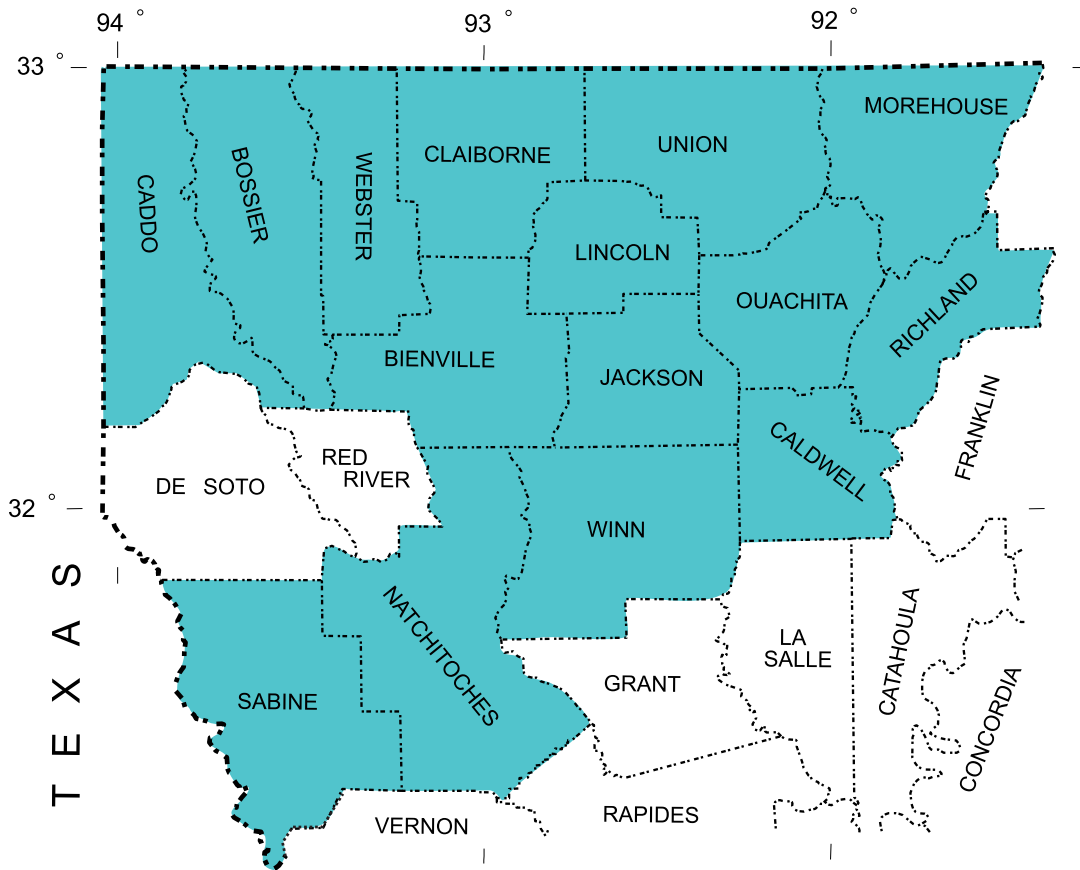 94 °
93 °
92 °
33 °
MOREHOUSE
UNION
CLAIBORNE
WEBSTER
BOSSIER
CADDO
LINCOLN
OUACHITA
RICHLAND
BIENVILLE
JACKSON
FRANKLIN
CALDWELL
RED
RIVER
DE SOTO
32 °
WINN
TEXAS
NATCHITOCHES
LA
SALLE
CATAHOULA
GRANT
SABINE
CONCORDIA
RAPIDES
VERNON